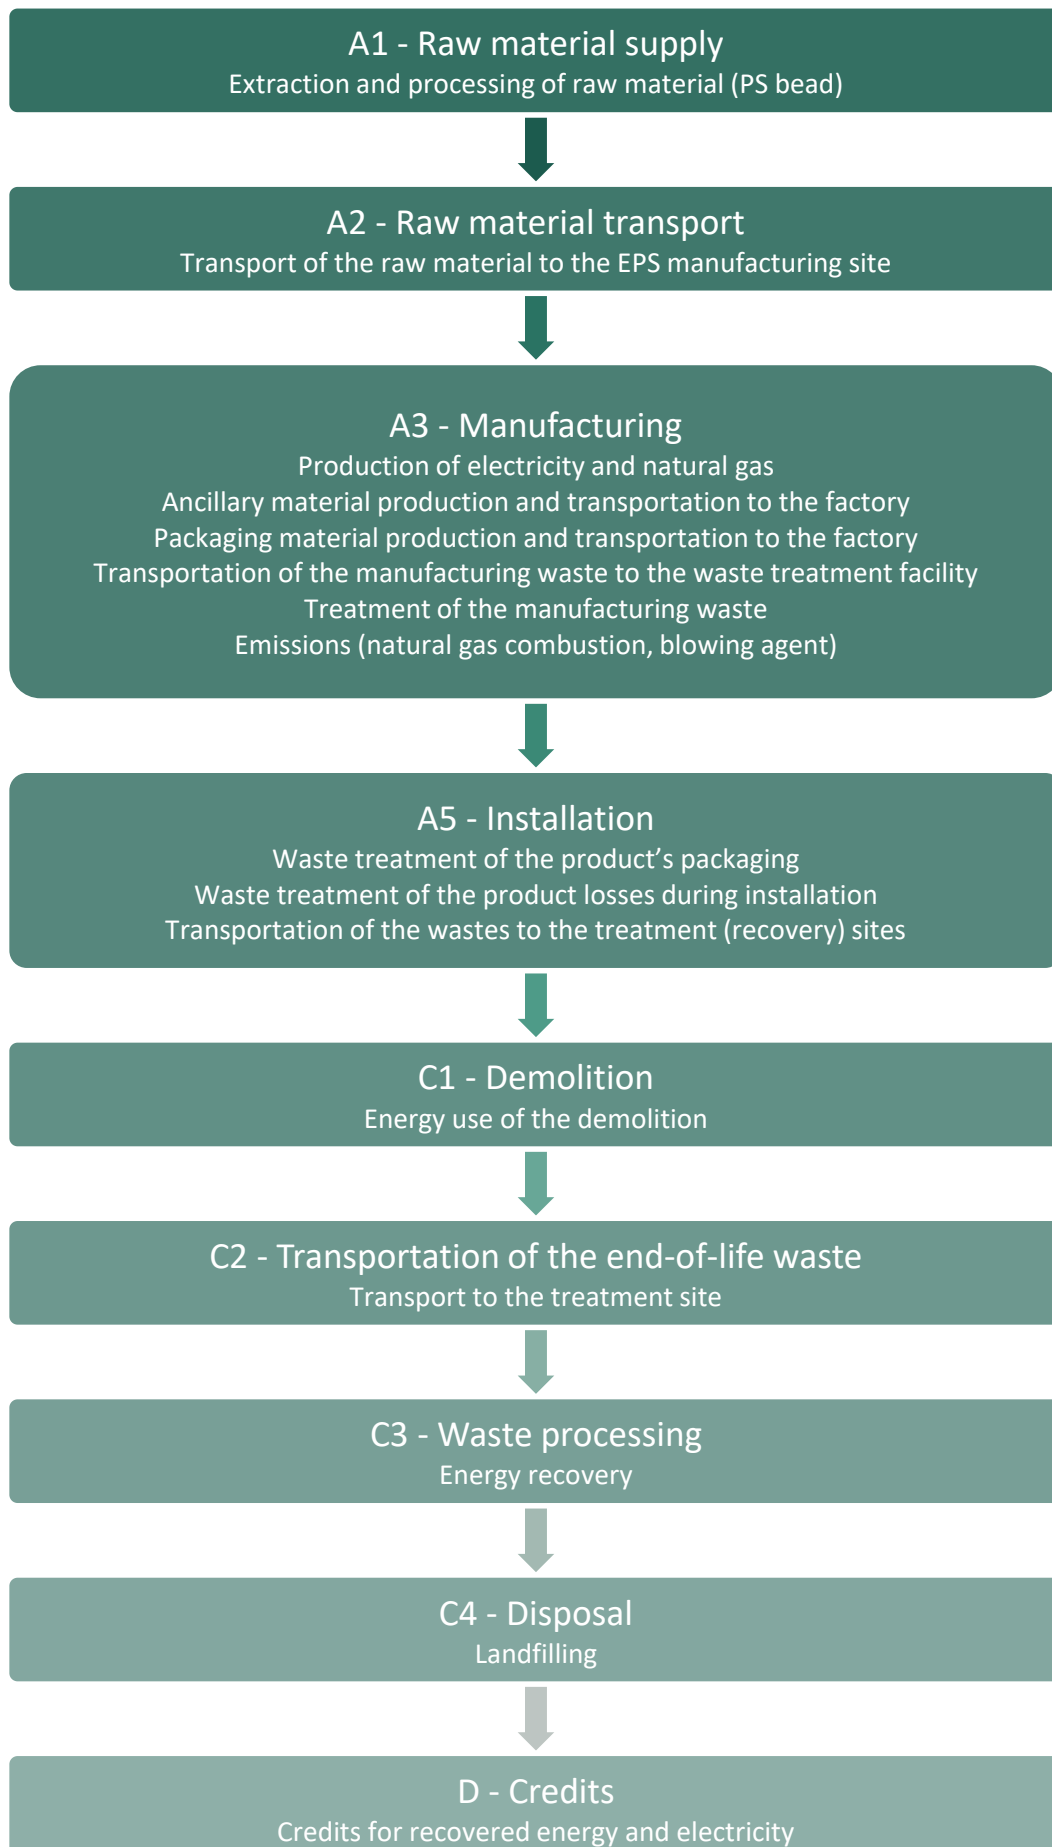 A1 - Raw material supply
Extraction and processing of raw material (PS bead)
A2 - Raw material transport
Transport of the raw material to the EPS manufacturing site
A3 - Manufacturing
Production of electricity and natural gas
Ancillary material production and transportation to the factory
Packaging material production and transportation to the factory
Transportation of the manufacturing waste to the waste treatment facility
Treatment of the manufacturing waste
Emissions (natural gas combustion, blowing agent)
A5 - Installation
Waste treatment of the product’s packaging
Waste treatment of the product losses during installation
Transportation of the wastes to the treatment (recovery) sites
C1 - Demolition
Energy use of the demolition
C2 - Transportation of the end-of-life waste
Transport to the treatment site
C3 - Waste processing
Energy recovery
C4 - Disposal
Landfilling
D - Credits
Credits for recovered energy and electricity